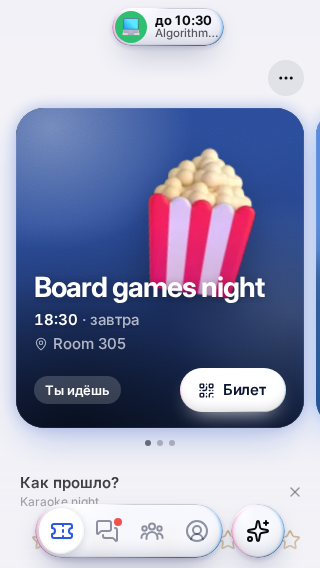 до 10:30
Algorithm...
Board games night
18:30 · завтра
Room 305
Ты идёшь
Билет
Как прошло?
Karaoke night